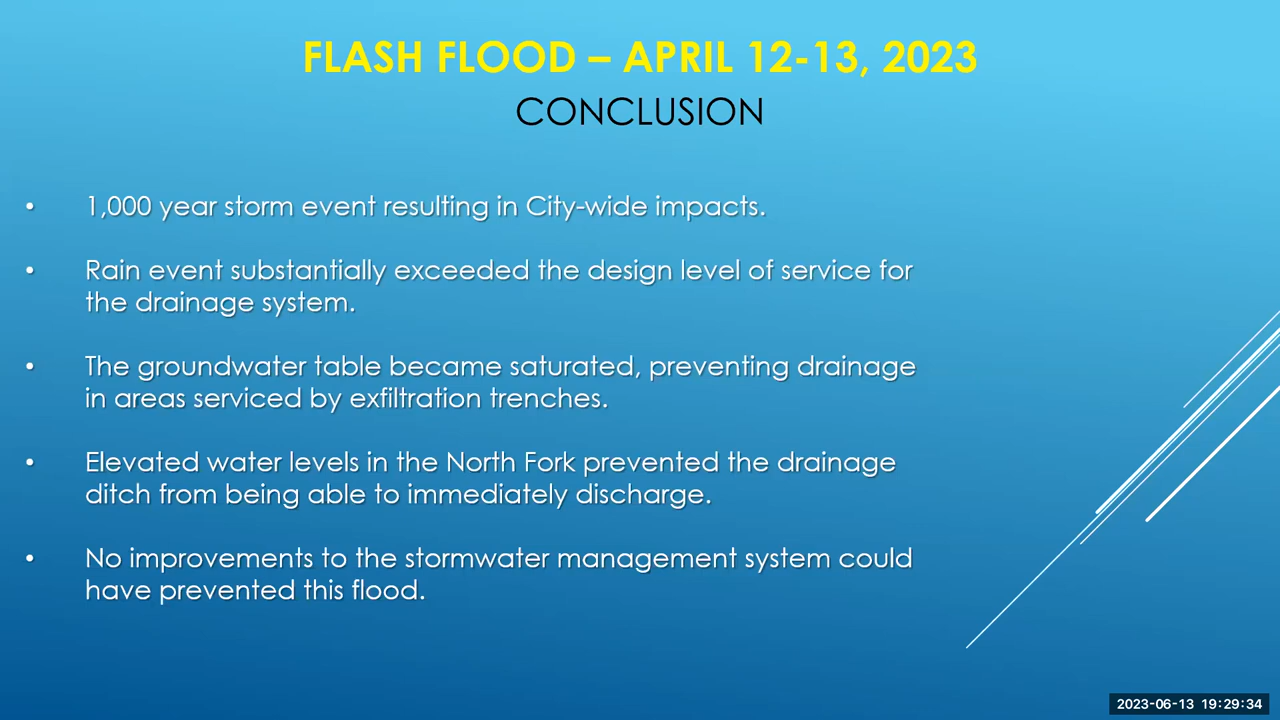 FLASH FLOOD – APRIL 12-13, 2023
CONCLUSION
• 1,000 year storm event resulting in City-wide impacts.
• Rain event substantially exceeded the design level of service for
the drainage system.
• The groundwater table became saturated, preventing drainage
in areas serviced by exfiltration trenches.
• Elevated water levels in the North Fork prevented the drainage
ditch from being able to immediately discharge.
• No improvements to the stormwater management system could
have prevented this flood.
2023-06-13 19:29:34